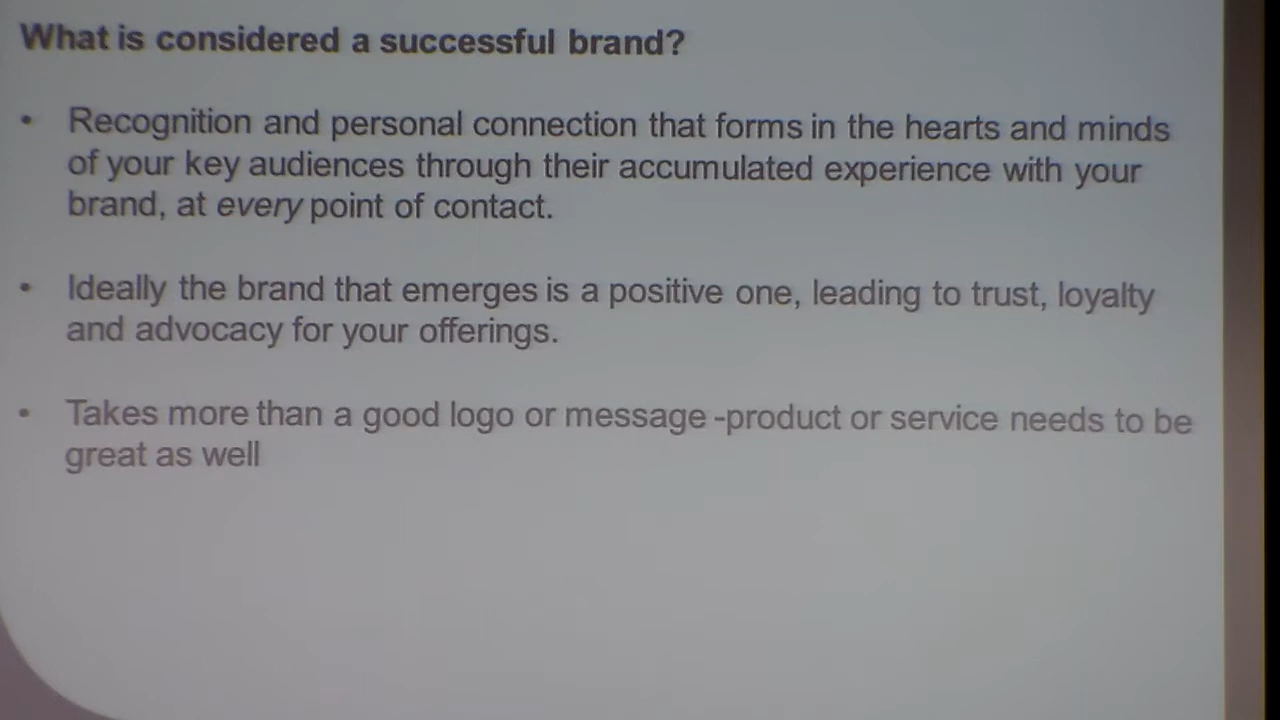 What is considered a successful brand?
• Recognition and personal connection that forms in the hearts and minds
of your key audiences through their accumulated experience with your
brand, at every point of contact.
• Ideally the brand that emerges is a positive one, leading to trust, loyalty
and advocacy for your offerings.
• Takes more than a good logo or message -product or service needs to be
great as well